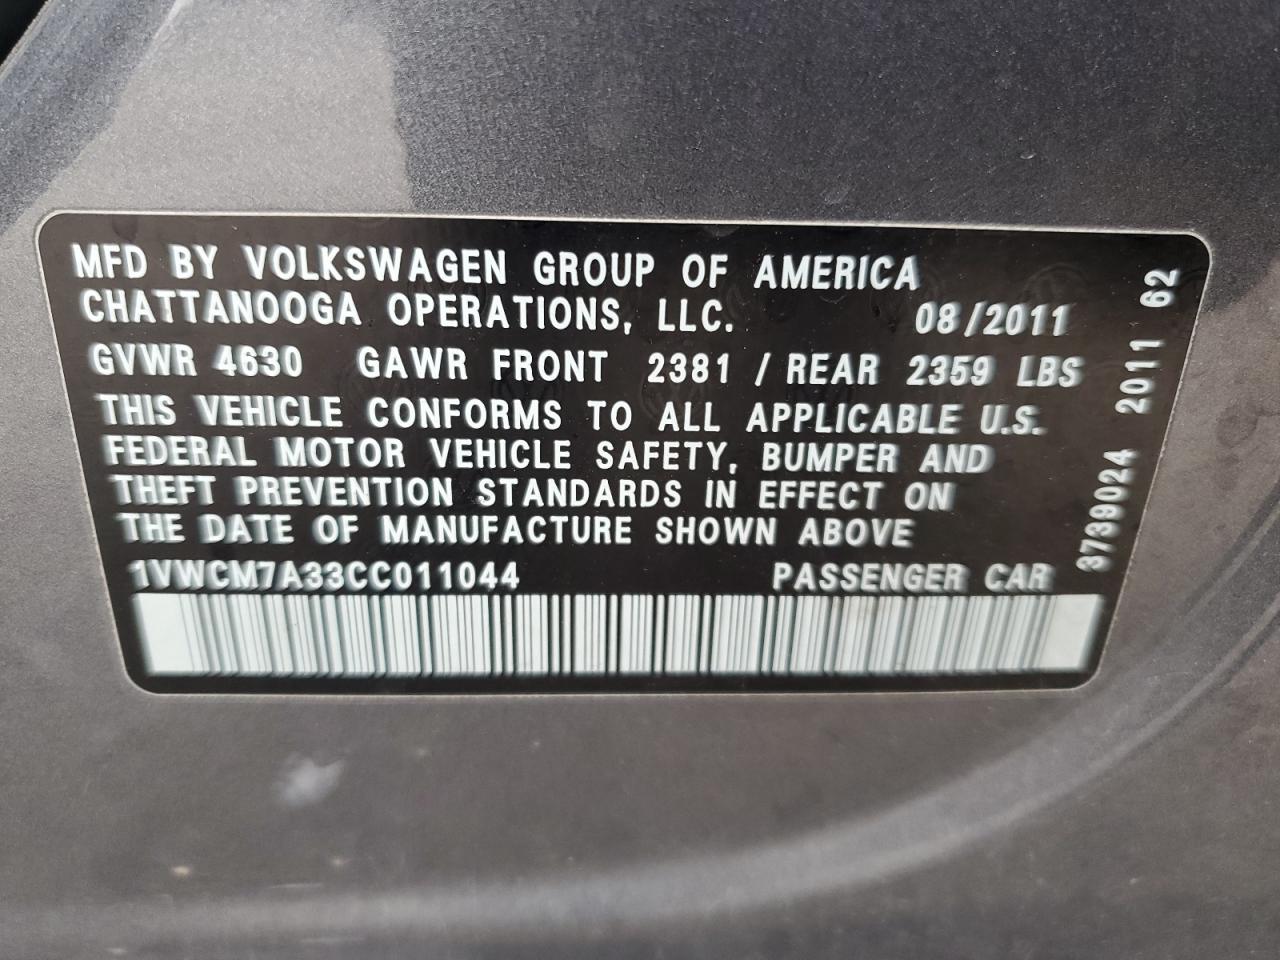 MFD BY VOLKSWAGEN GROUP OF AMERICA
CHATTANOOGA OPERATIONS, LLC. 08/2011
GVWR 4630 GAWR FRONT 2381 / REAR 2359 LBS
THIS VEHICLE CONFORMS TO ALL APPLICABLE U.S.
FEDERAL MOTOR VEHICLE SAFETY, BUMPER AND
THEFT PREVENTION STANDARDS IN EFFECT ON
THE DATE OF MANUFACTURE SHOWN ABOVE
1VWCM7A33CC011044 PASSENGER CAR
3739024 2011 62